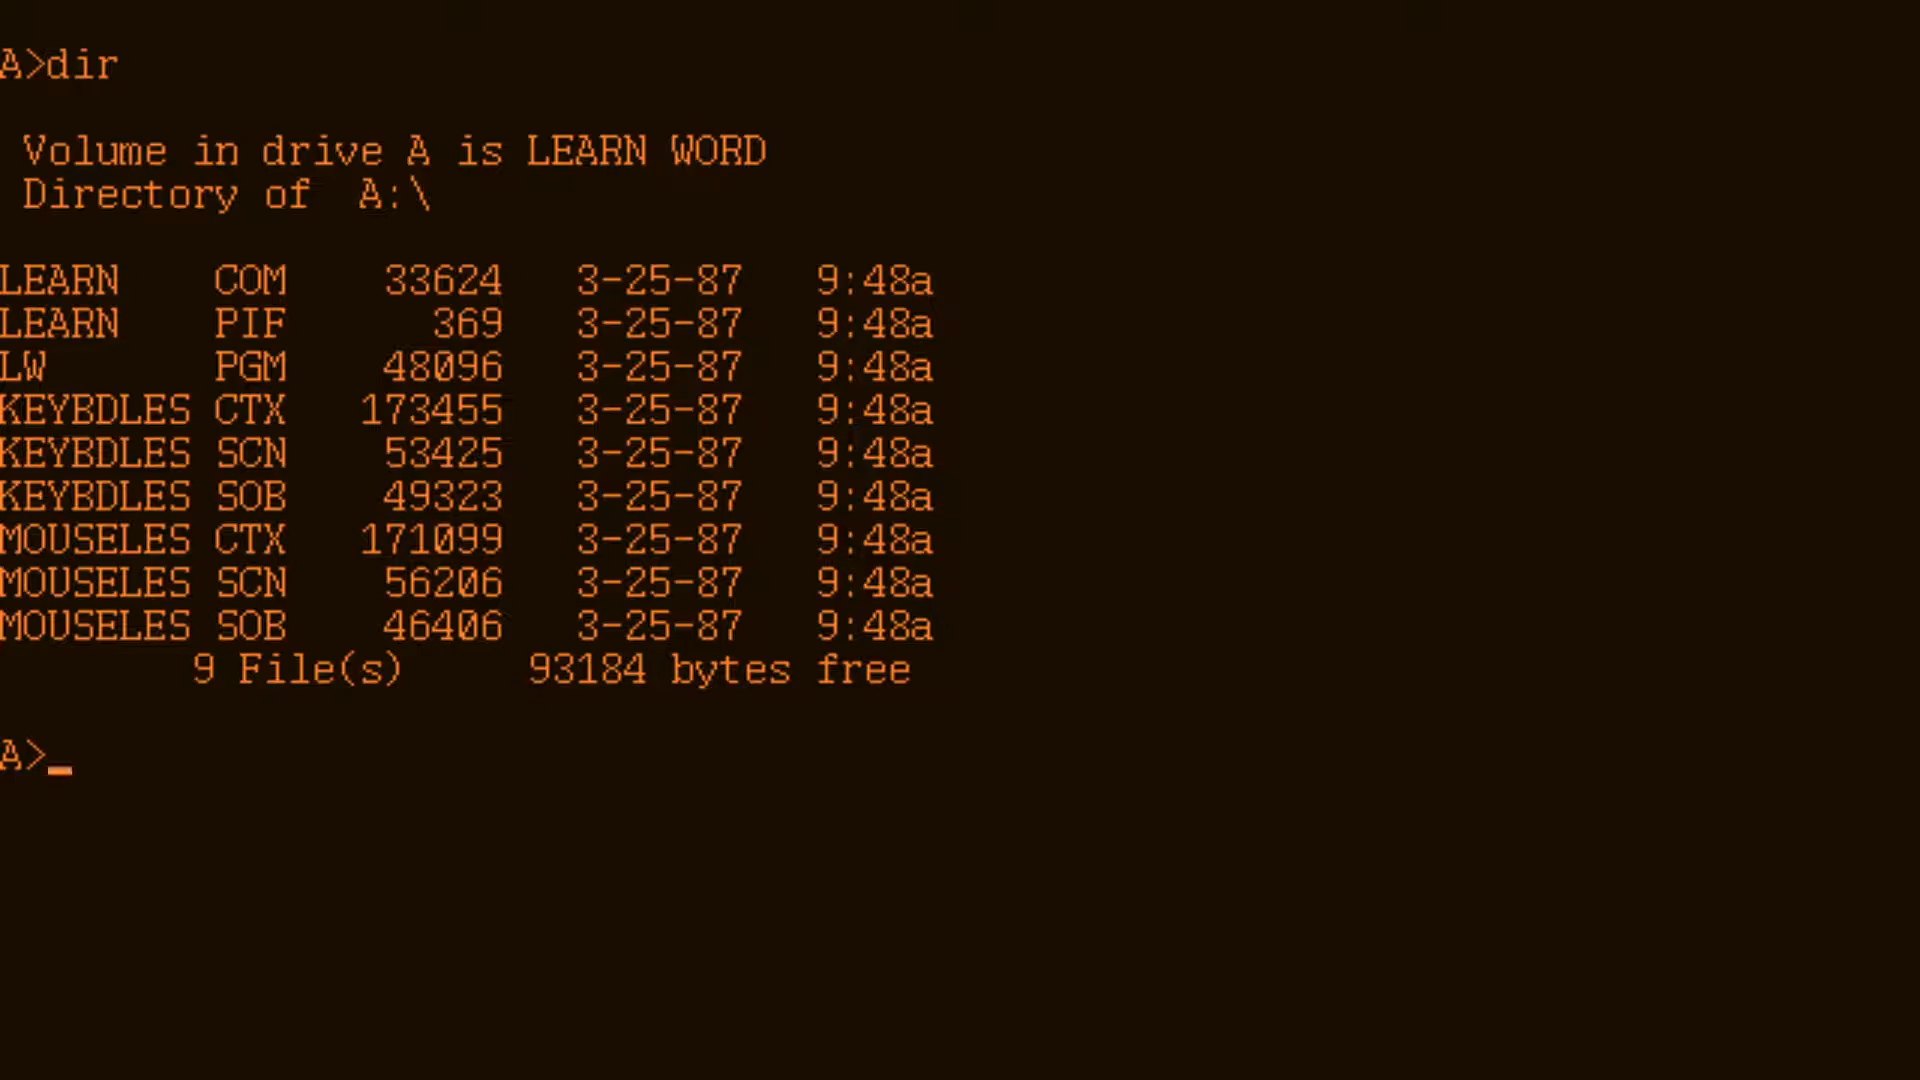 A>dir
Volume in drive A is LEARN WORD
Directory of  A:\
LEARN    COM    33624   3-25-87   9:48a
LEARN    PIF      369   3-25-87   9:48a
LW       PGM    48096   3-25-87   9:48a
KEYBDLES CTX   173455   3-25-87   9:48a
KEYBDLES SCN    53425   3-25-87   9:48a
KEYBDLES SOB    49323   3-25-87   9:48a
MOUSELES CTX   171099   3-25-87   9:48a
MOUSELES SCN    56206   3-25-87   9:48a
MOUSELES SOB    46406   3-25-87   9:48a
9 File(s)     93184 bytes free
A>_